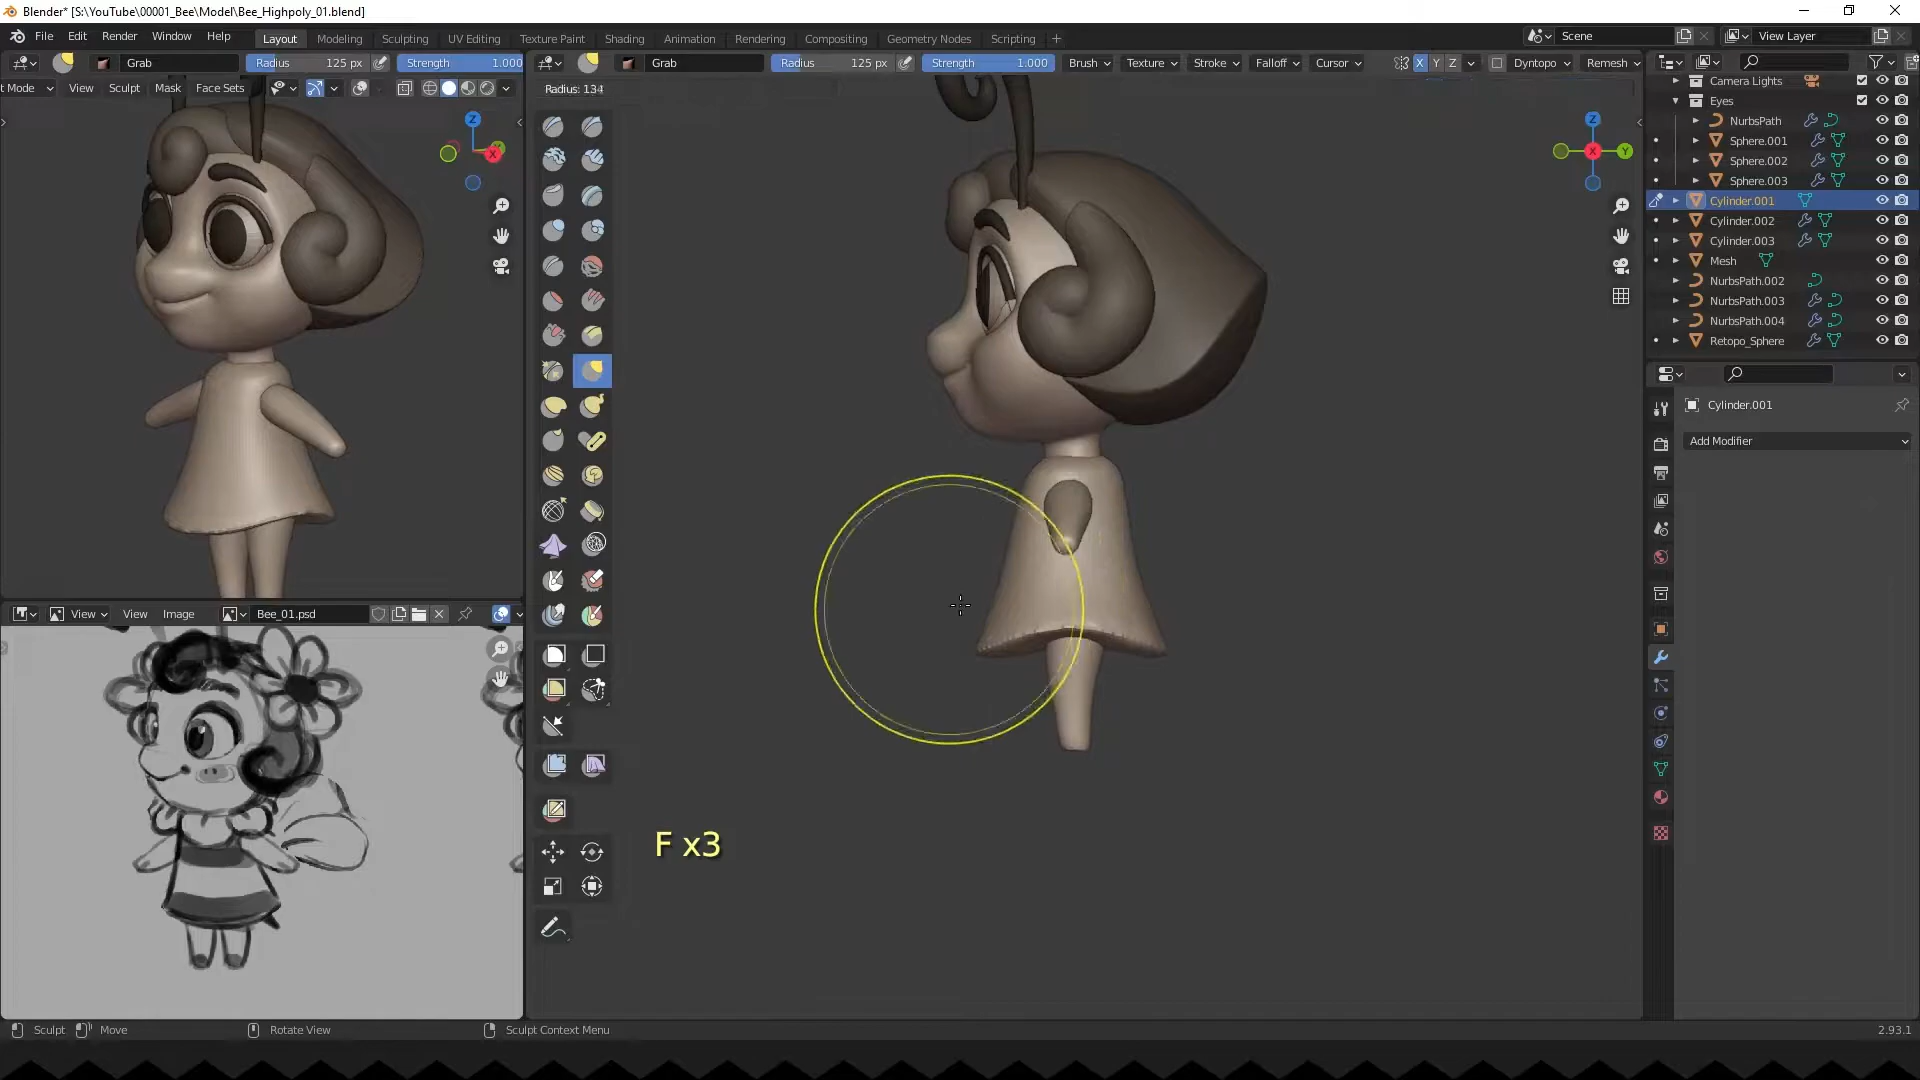 Blender* [S:\YouTube\00001_Bee\Model\Bee_Highpoly_01.blend]
File Edit Render Window Help Layout Modeling Sculpting UV Editing Texture Paint Shading Animation Rendering Compositing Geometry Nodes Scripting + Scene View Layer
Grab Radius 125 px Strength 1.000 Grab Radius 125 px Strength 1.000 Brush Texture Stroke Falloff Cursor X Y Z Dyntopo Remesh
t Mode View Sculpt Mask Face Sets Radius: 134
Camera Lights
Eyes
NurbsPath
Sphere.001
Sphere.002
Sphere.003
Cylinder.001
Cylinder.002
Cylinder.003
Mesh
NurbsPath.002
NurbsPath.003
NurbsPath.004
Retopo_Sphere
Z
X
Z
X Y
Cylinder.001
Add Modifier
View View Image Bee_01.psd
F x3
Sculpt Move Rotate View Sculpt Context Menu 2.93.1